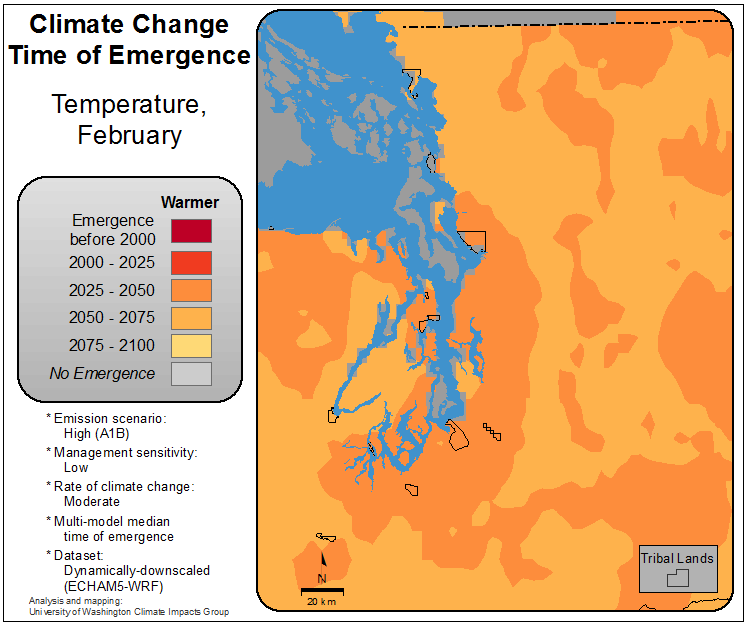 Climate Change
Time of Emergence
Temperature,
February
Warmer
Emergence
before 2000
2000 - 2025
2025 - 2050
2050 - 2075
2075 - 2100
No Emergence
* Emission scenario:
High (A1B)
* Management sensitivity:
Low
* Rate of climate change:
Moderate
* Multi-model median
time of emergence
* Dataset:
Dynamically-downscaled
(ECHAM5-WRF)
Analysis and mapping:
University of Washington Climate Impacts Group
N
20 km
Tribal Lands